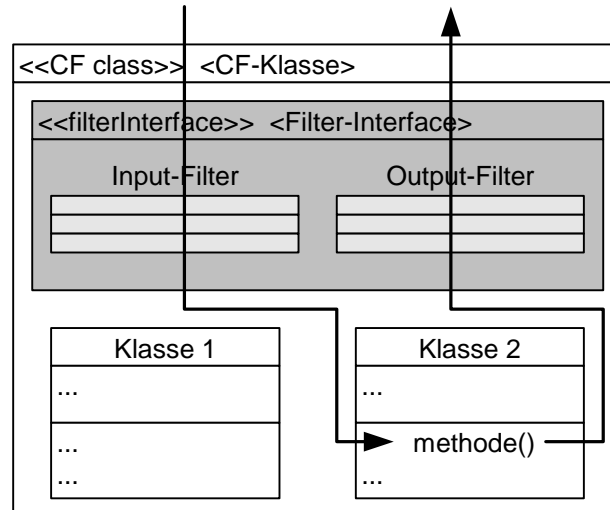 <<CF class>> <CF-Klasse>
<<filterInterface>> <Filter-Interface>
Input-Filter
Output-Filter
Klasse 1
...
...
...
Klasse 2
...
methode()
...